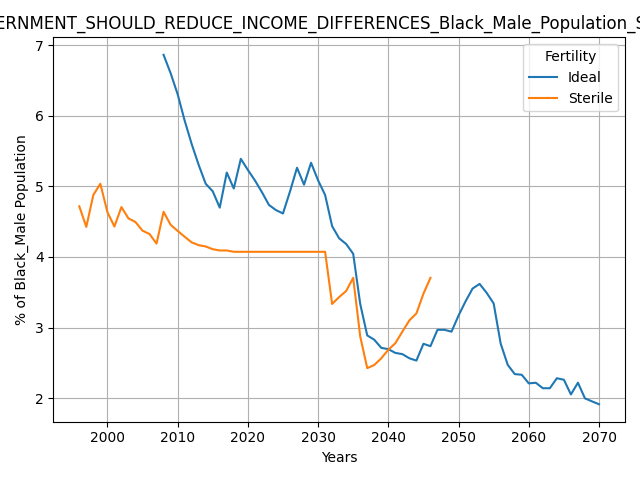 ERNMENT_SHOULD_REDUCE_INCOME_DIFFERENCES_Black_Male_Population_S
7
6
5
4
3
2
% of Black_Male Population
Fertility
Ideal
Sterile
2000 2010 2020 2030 2040 2050 2060 2070
Years